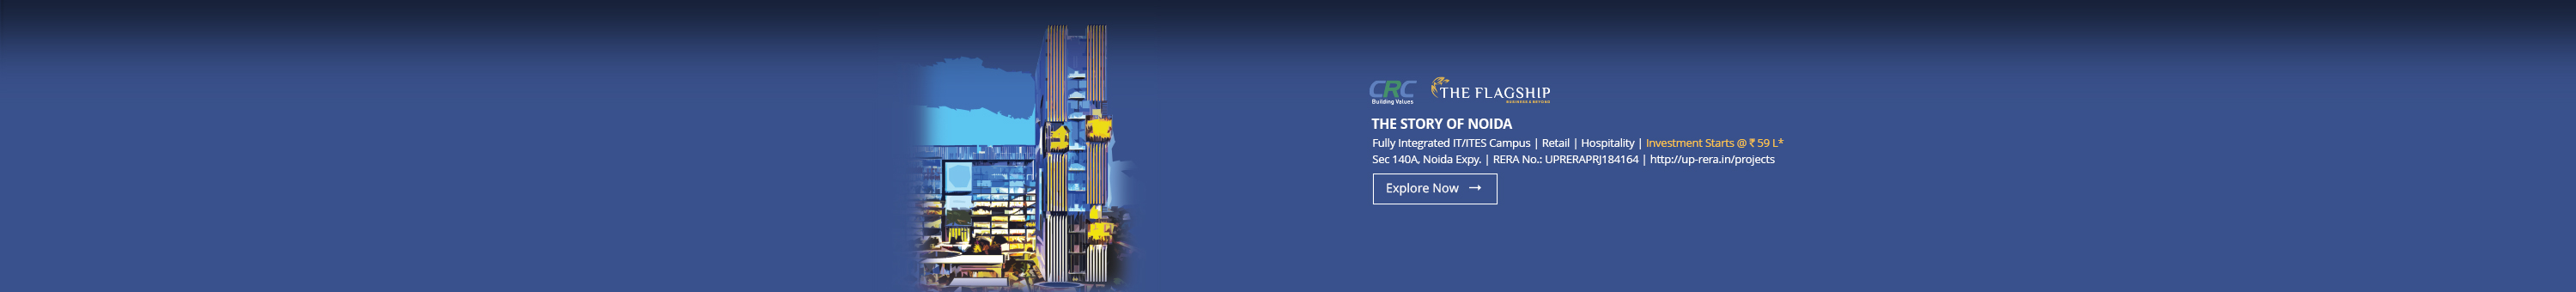 CRC
Building Values
THE FLAGSHIP
BUSINESS & BEYOND
THE STORY OF NOIDA
Fully Integrated IT/ITES Campus | Retail | Hospitality | Investment Starts @ ₹ 59 L*
Sec 140A, Noida Expy. | RERA No.: UPRERAPRJ184164 | http://up-rera.in/projects
Explore Now →